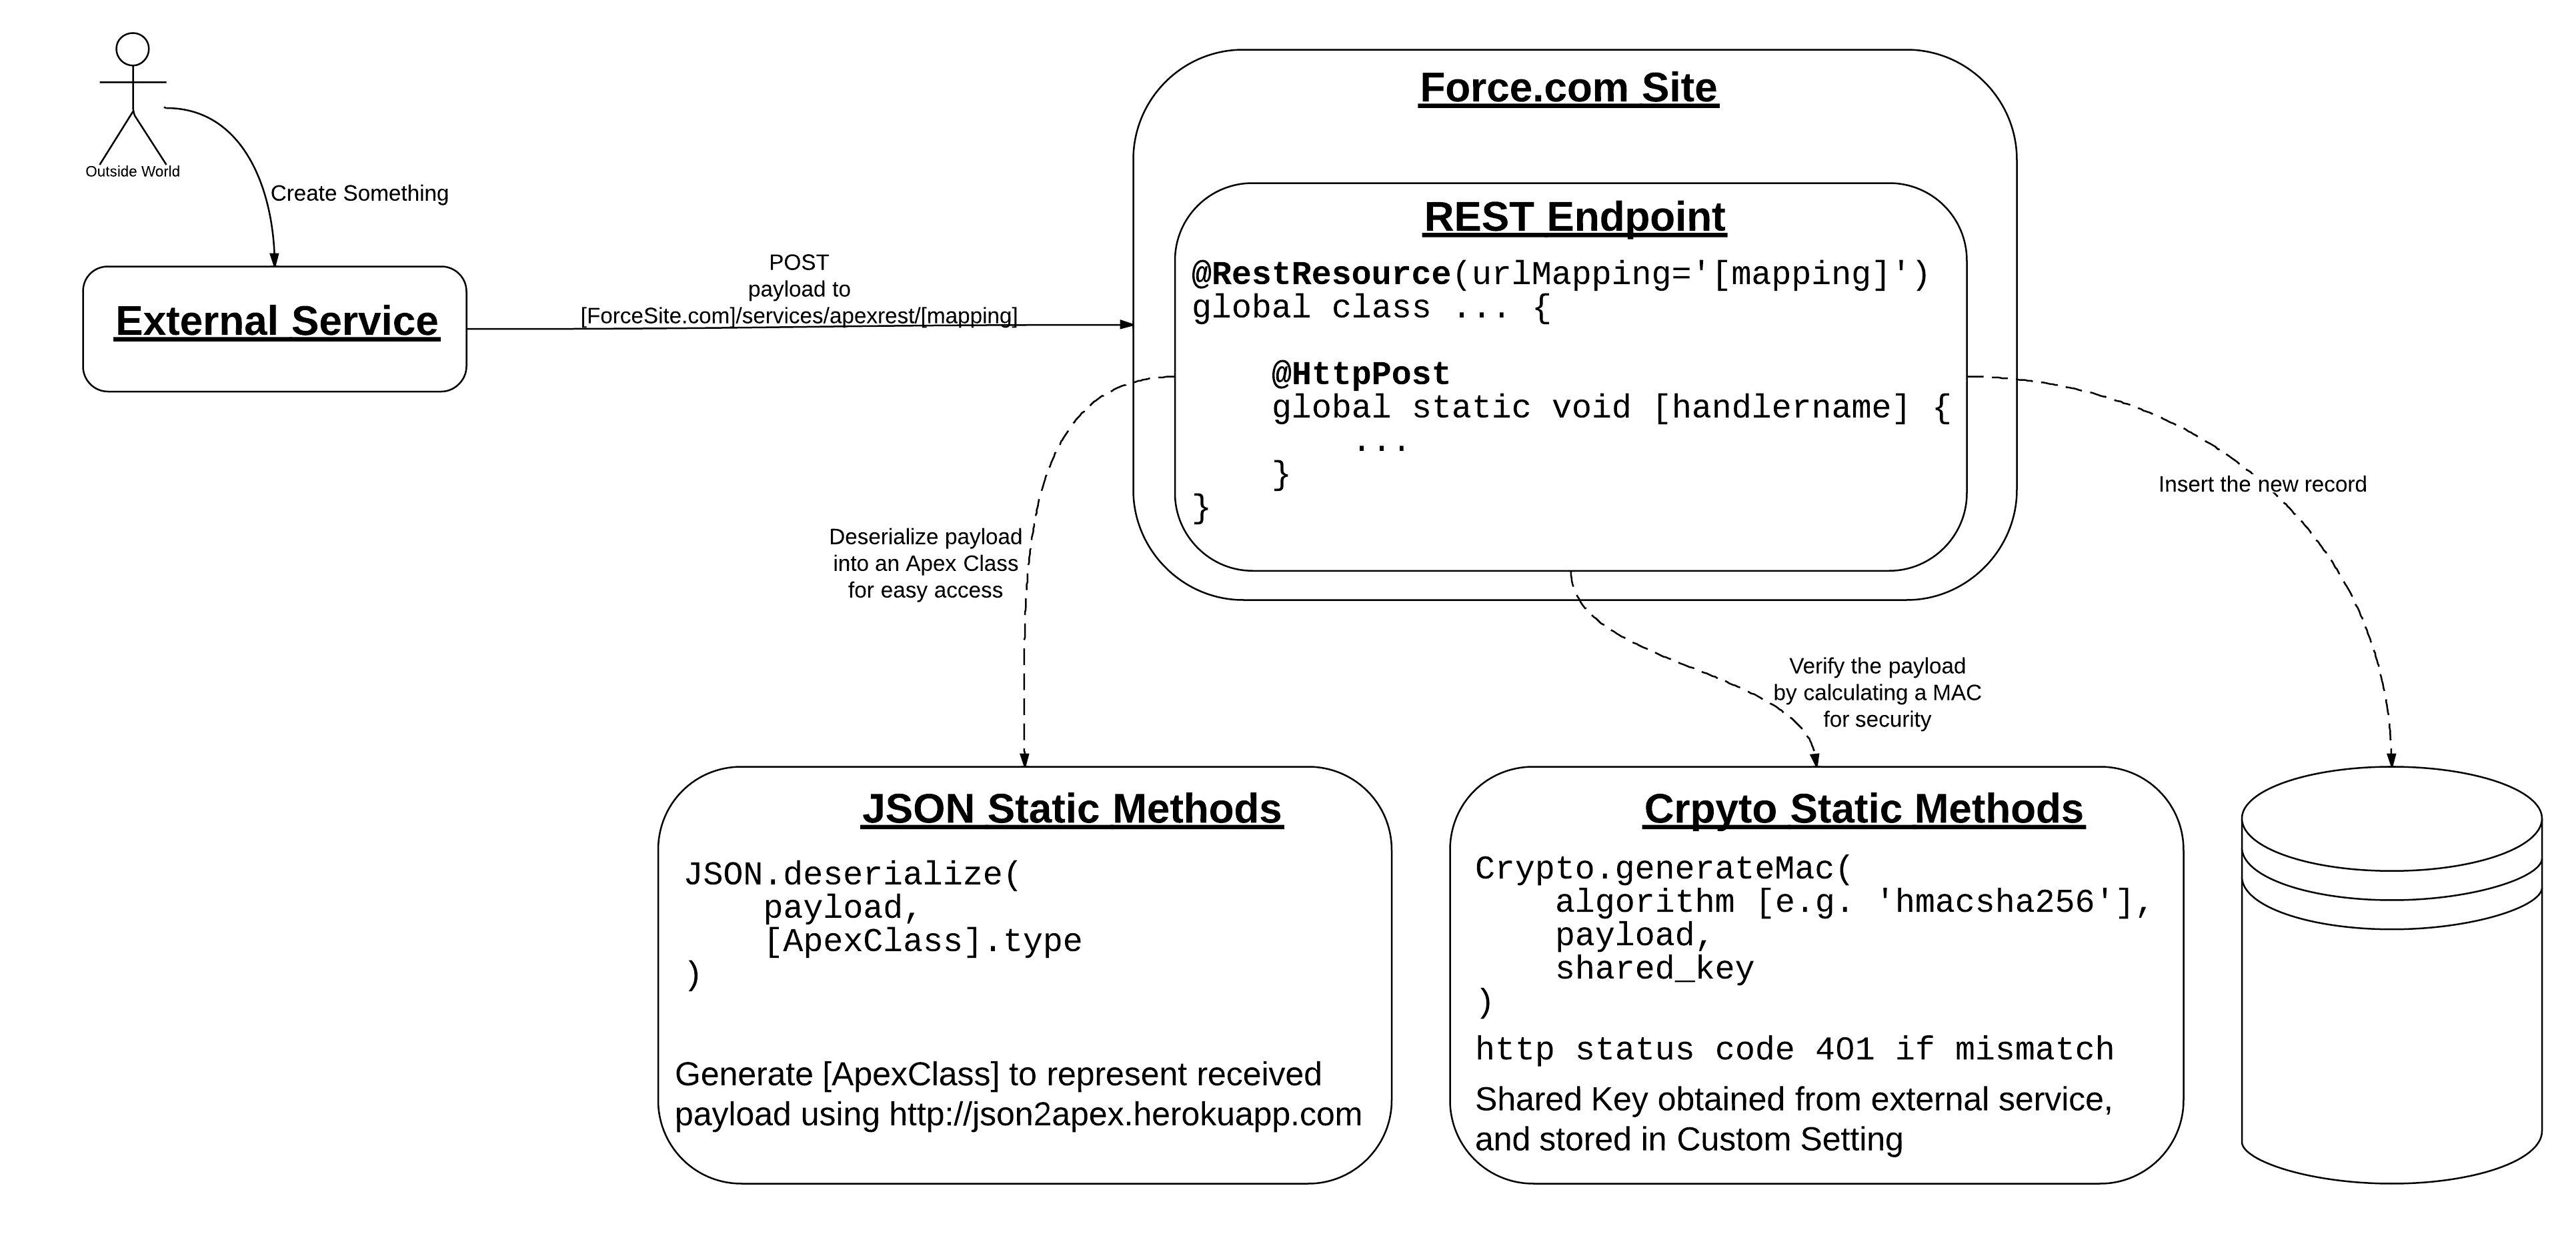 Outside World
Create Something
External Service
POST
payload to
[ForceSite.com]/services/apexrest/[mapping]
Force.com Site
REST Endpoint
@RestResource(urlMapping='[mapping]')
global class ... {
@HttpPost
global static void [handlername] {
...
}
}
Deserialize payload
into an Apex Class
for easy access
Verify the payload
by calculating a MAC
for security
Insert the new record
JSON Static Methods
JSON.deserialize(
payload,
[ApexClass].type
)
Generate [ApexClass] to represent received
payload using http://json2apex.herokuapp.com
Crpyto Static Methods
Crypto.generateMac(
algorithm [e.g. 'hmacsha256'],
payload,
shared_key
)
http status code 401 if mismatch
Shared Key obtained from external service,
and stored in Custom Setting